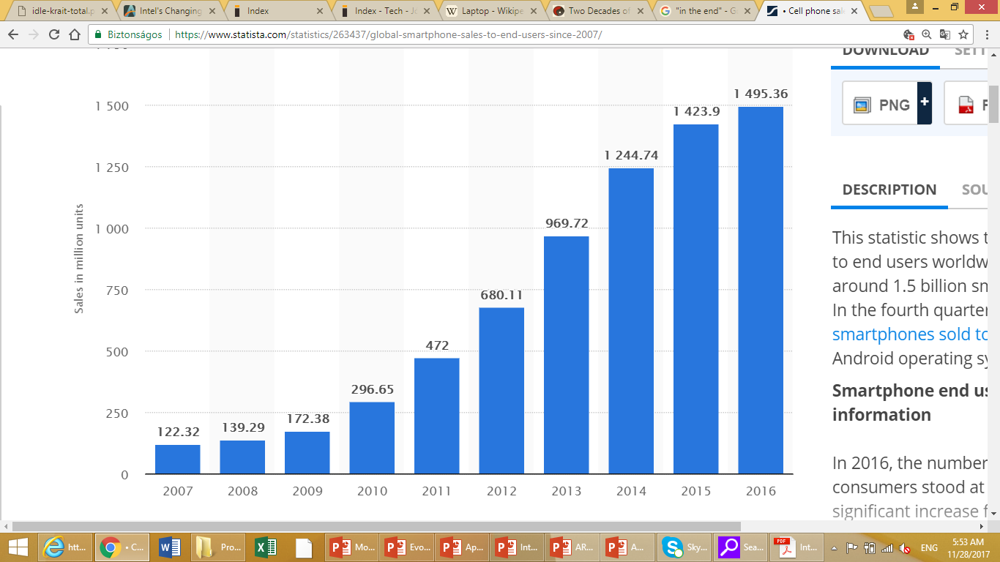 idle-krait-total.p
Intel's Changing
Index
Index - Tech - Jo
Laptop - Wikipe
Two Decades of
"in the end" - G
• Cell phone sal
Biztonságos
https://www.statista.com/statistics/263437/global-smartphone-sales-to-end-users-since-2007/
DOWNLOAD
SETT
PNG
+
DESCRIPTION
SOU
This statistic shows t
to end users worldw
around 1.5 billion sm
In the fourth quarter
smartphones sold to
Android operating sy
Smartphone end us
information
In 2016, the number
consumers stood at
significant increase f
Sales in million units
1 500
1 250
1 000
750
500
250
0
122.32
139.29
172.38
296.65
472
680.11
969.72
1 244.74
1 423.9
1 495.36
2007 2008 2009 2010 2011 2012 2013 2014 2015 2016
htt...
• C...
Pro...
Mo...
Evo...
Ap...
Int...
AR...
A...
Sky...
Sea...
PDF
Int...
ENG
5:53 AM
11/28/2017